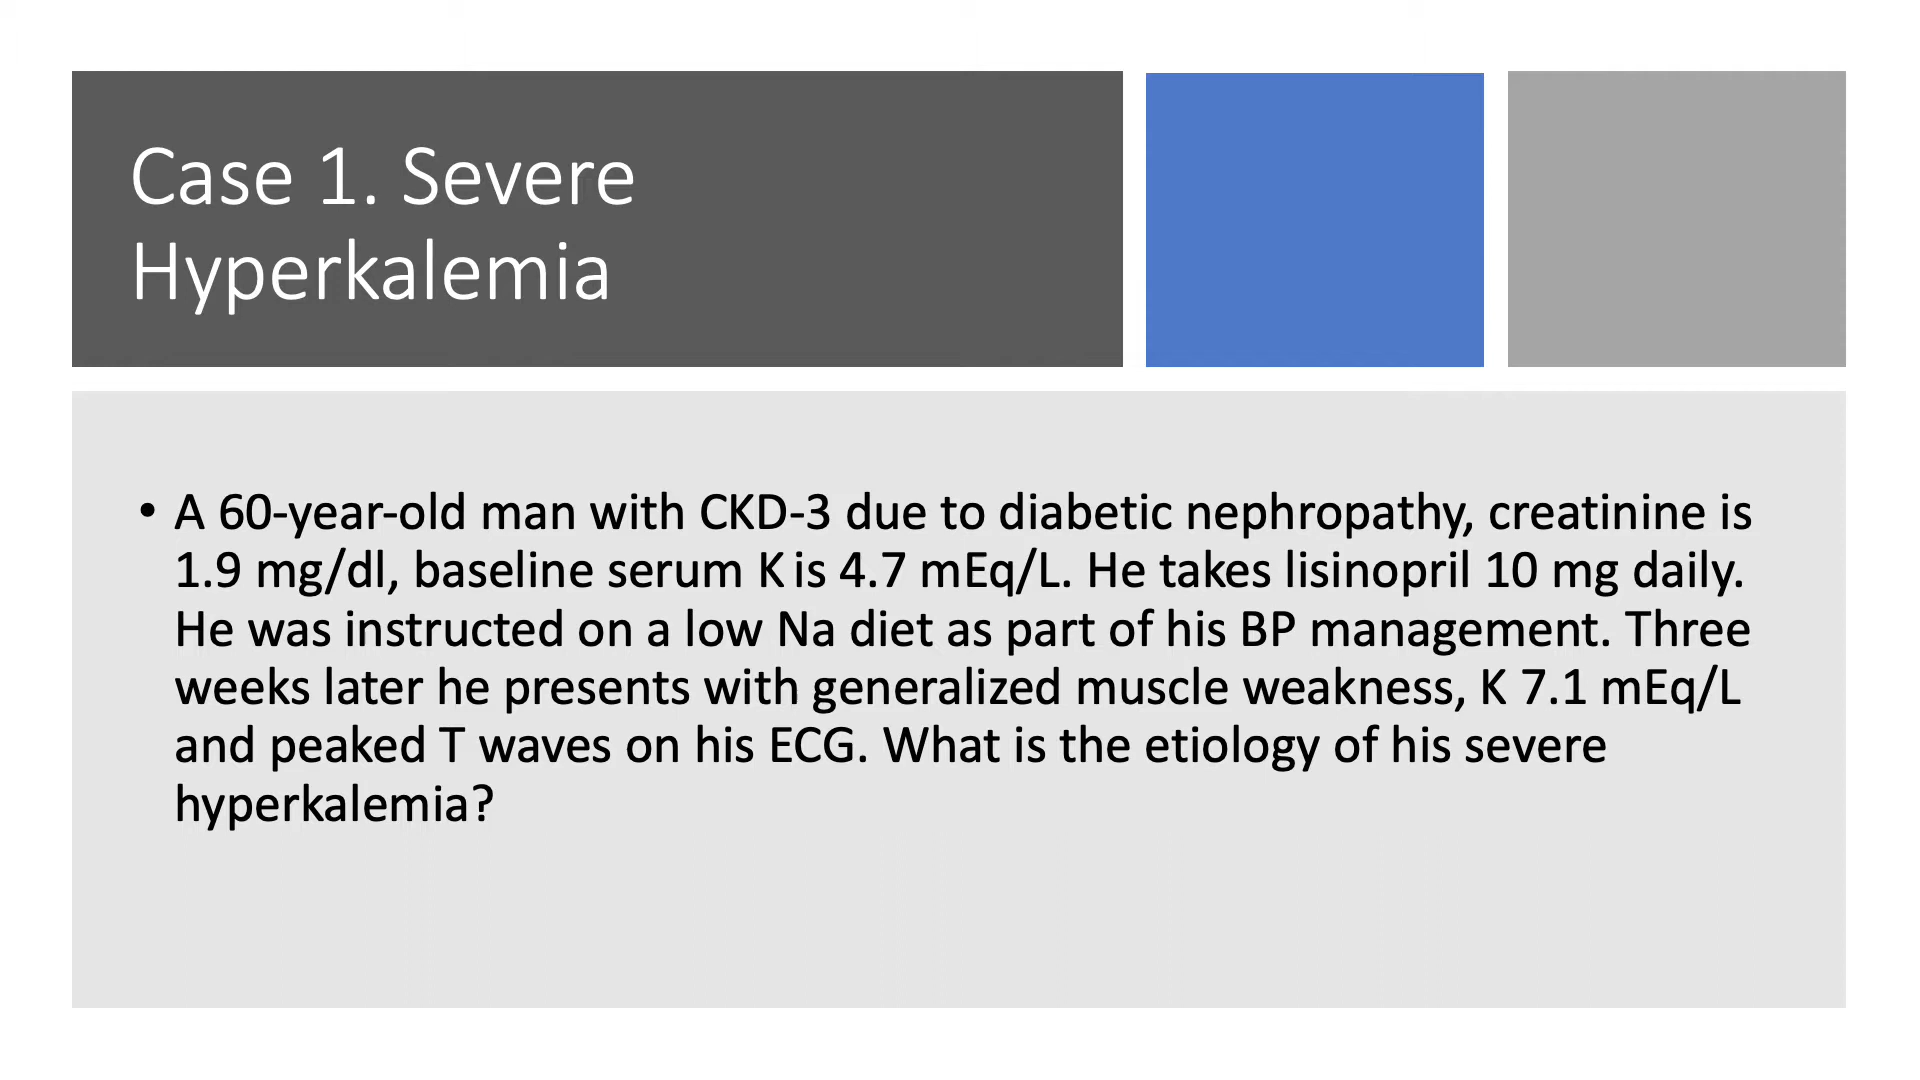 Case 1. Severe
Hyperkalemia
• A 60-year-old man with CKD-3 due to diabetic nephropathy, creatinine is
1.9 mg/dl, baseline serum K is 4.7 mEq/L. He takes lisinopril 10 mg daily.
He was instructed on a low Na diet as part of his BP management. Three
weeks later he presents with generalized muscle weakness, K 7.1 mEq/L
and peaked T waves on his ECG. What is the etiology of his severe
hyperkalemia?